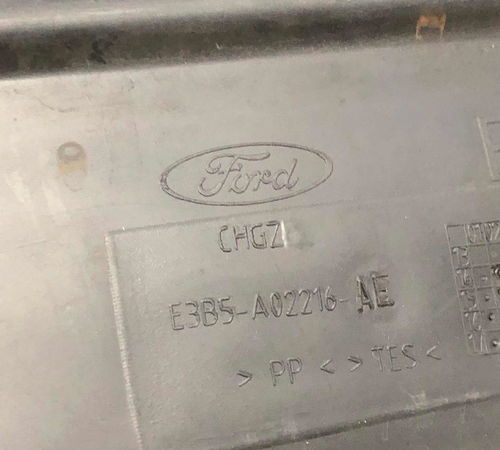 Ford
CHGZ
E3B5-A02216-AE
> PP < > TES <